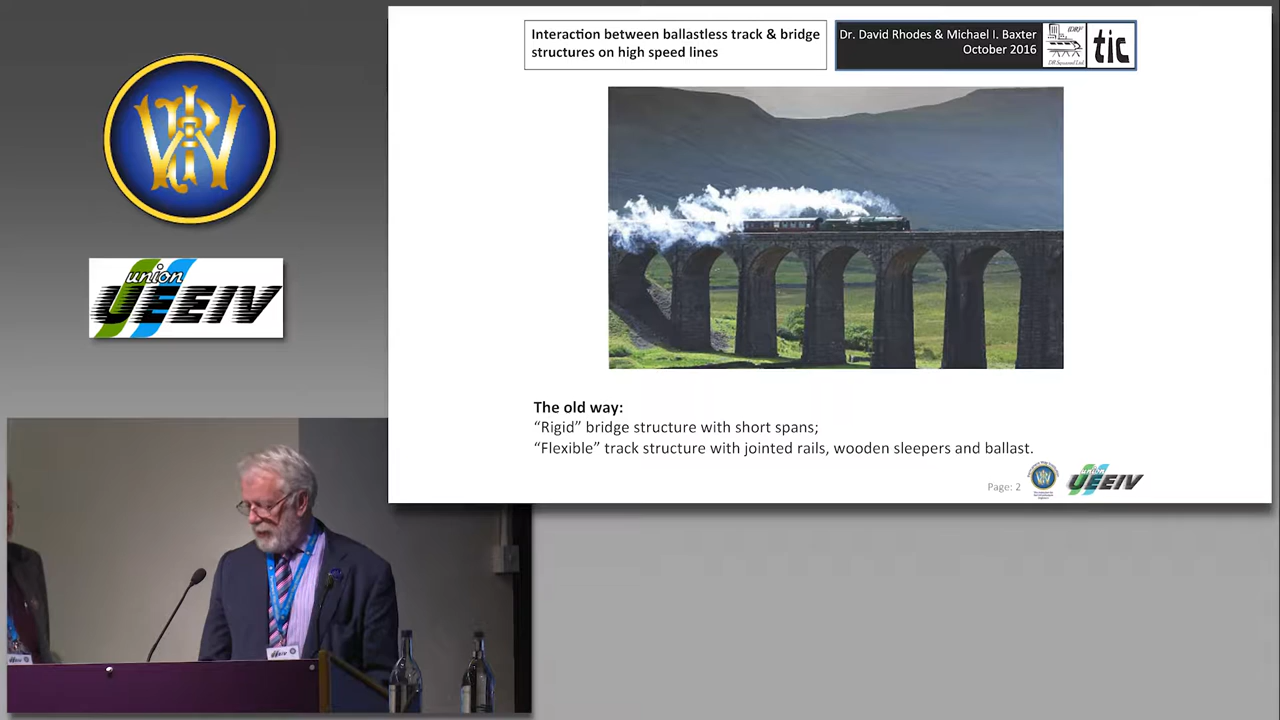 Interaction between ballastless track & bridge
structures on high speed lines
Dr. David Rhodes & Michael I. Baxter
October 2016
tic
union
UEEIV
The old way:
“Rigid” bridge structure with short spans;
“Flexible” track structure with jointed rails, wooden sleepers and ballast.
Page: 2
union
UEEIV